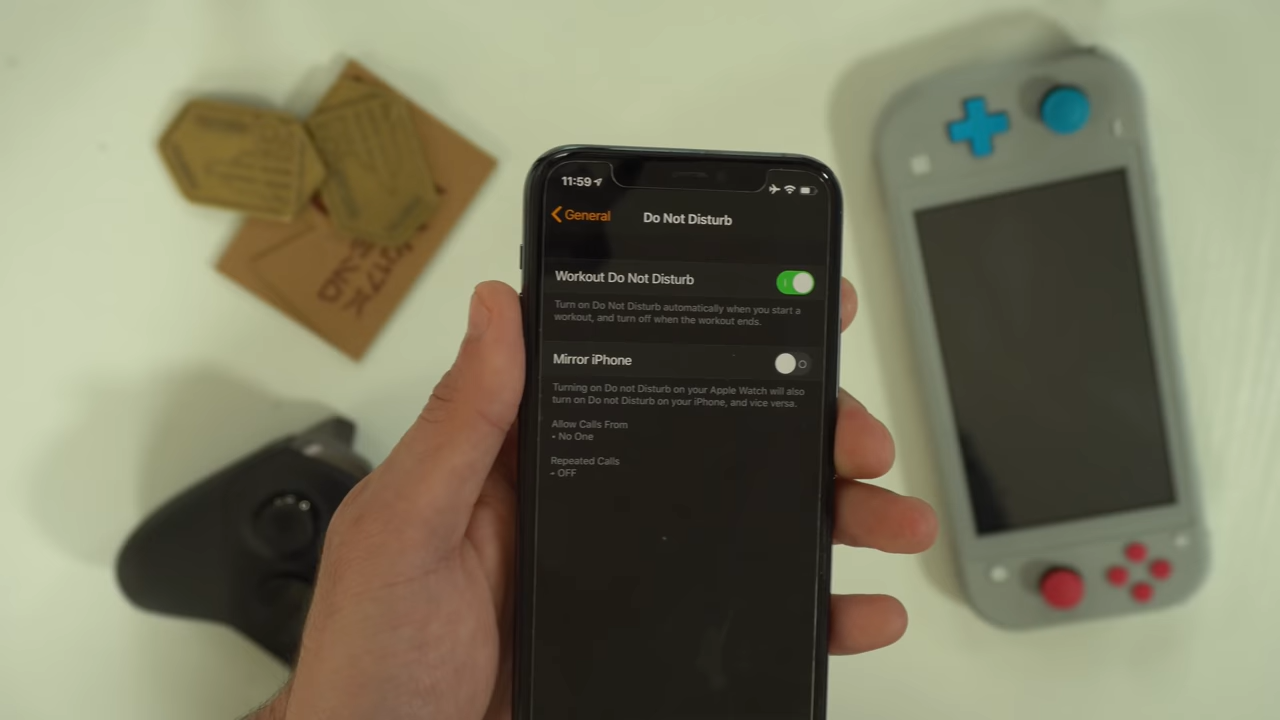 11:59
General
Do Not Disturb
Workout Do Not Disturb
Turn on Do Not Disturb automatically when you start a
workout, and turn off when the workout ends.
Mirror iPhone
Turning on Do not Disturb on your Apple Watch will also
turn on Do not Disturb on your iPhone, and vice versa.
Allow Calls From
- No One
Repeated Calls
- OFF